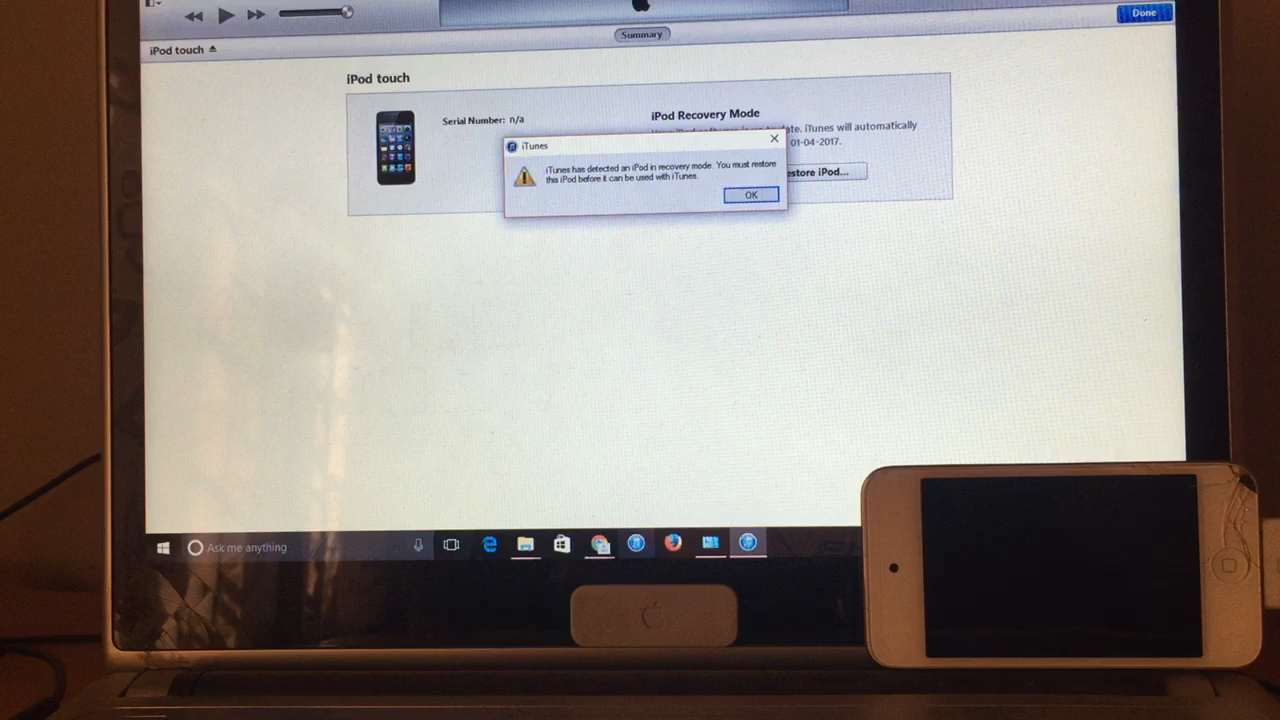 Done
Summary
iPod touch
iPod touch
Serial Number: n/a
iPod Recovery Mode
iTunes will automatically
01-04-2017.
iTunes
iTunes has detected an iPod in recovery mode. You must restore
this iPod before it can be used with iTunes.
OK
estore iPod...
Ask me anything